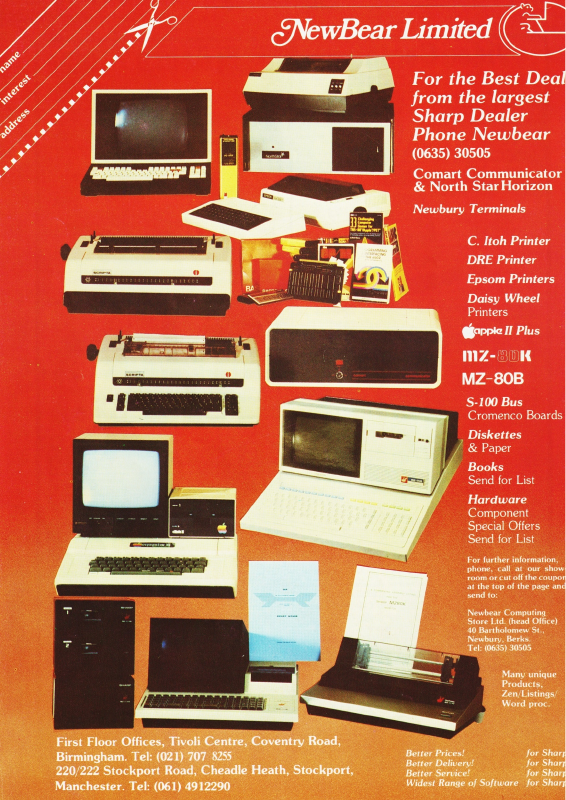 NewBear Limited
name
interest
address
For the Best Deal
from the largest
Sharp Dealer
Phone Newbear
(0635) 30505
Comart Communicator
& North Star Horizon
Newbury Terminals
C. Itoh Printer
DRE Printer
Epsom Printers
Daisy Wheel
Printers
apple II Plus
MZ-80K
MZ-80B
S-100 Bus
Cromenco Boards
Diskettes
& Paper
Books
Send for List
Hardware
Component
Special Offers
Send for List
For further information,
phone, call at our show
room or cut off the coupon
at the top of the page and
send to:
Newbear Computing
Store Ltd. (head Office)
40 Bartholomew St.,
Newbury, Berks.
Tel: (0635) 30505
Many unique
Products,
Zen/Listings/
Word proc.
First Floor Offices, Tivoli Centre, Coventry Road,
Birmingham. Tel: (021) 707 8255
220/222 Stockport Road, Cheadle Heath, Stockport,
Manchester. Tel: (061) 4912290
Better Prices! for Sharp
Better Delivery! for Sharp
Better Service! for Sharp
Widest Range of Software for Sharp
SCRIPTA
SCRIPTA
33 Challenging